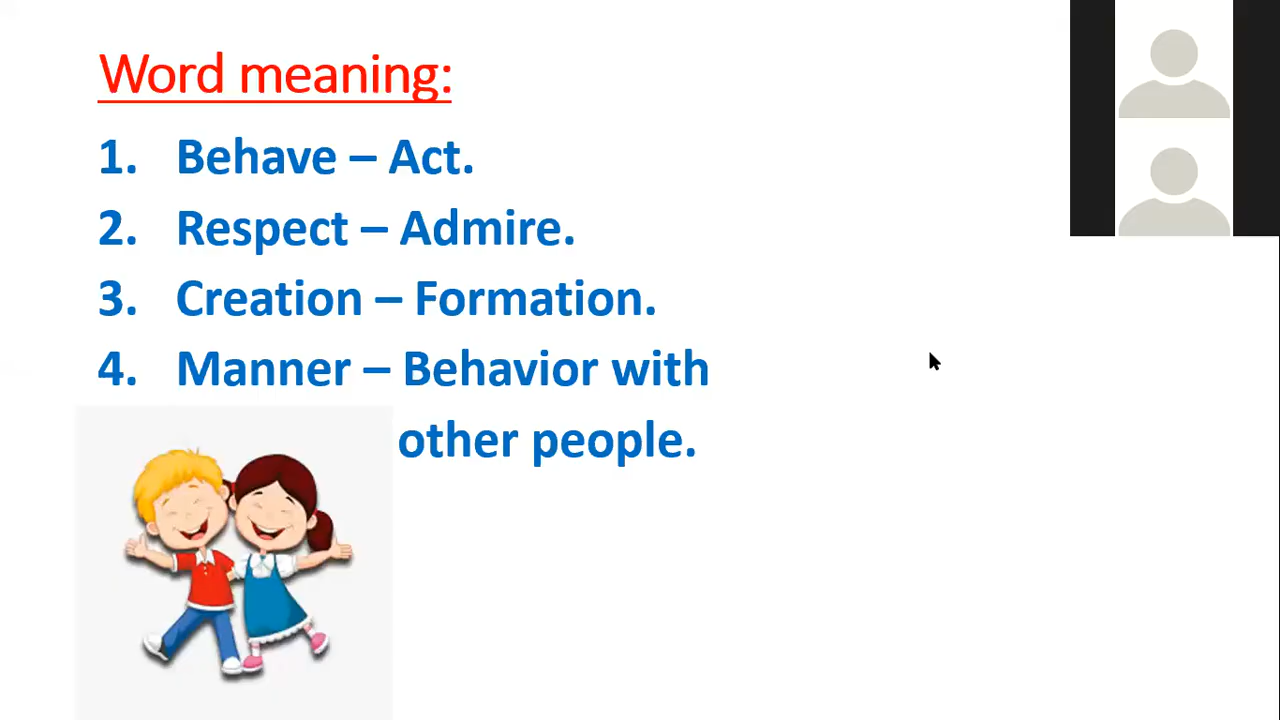 Word meaning:
1. Behave – Act.
2. Respect – Admire.
3. Creation – Formation.
4. Manner – Behavior with
other people.